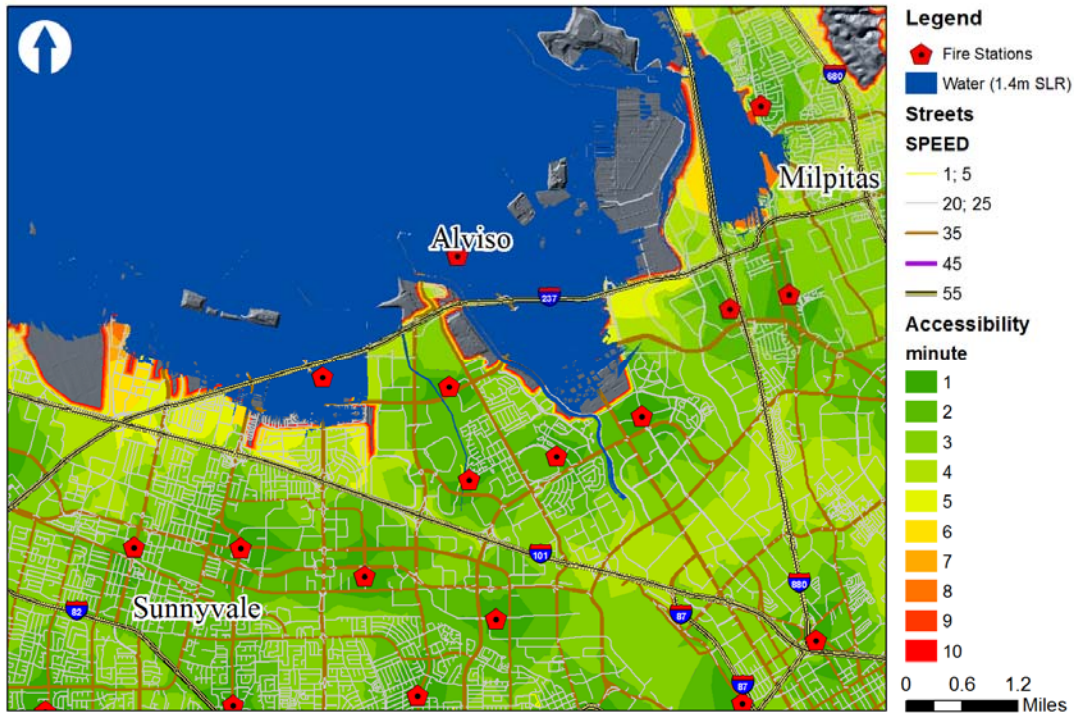 680
Milpitas
Alviso
237
101
Sunnyvale
82
880
87
87
Legend
Fire Stations
Water (1.4m SLR)
Streets
SPEED
1; 5
20; 25
35
45
55
Accessibility
minute
1
2
3
4
5
6
7
8
9
10
0 0.6 1.2
Miles